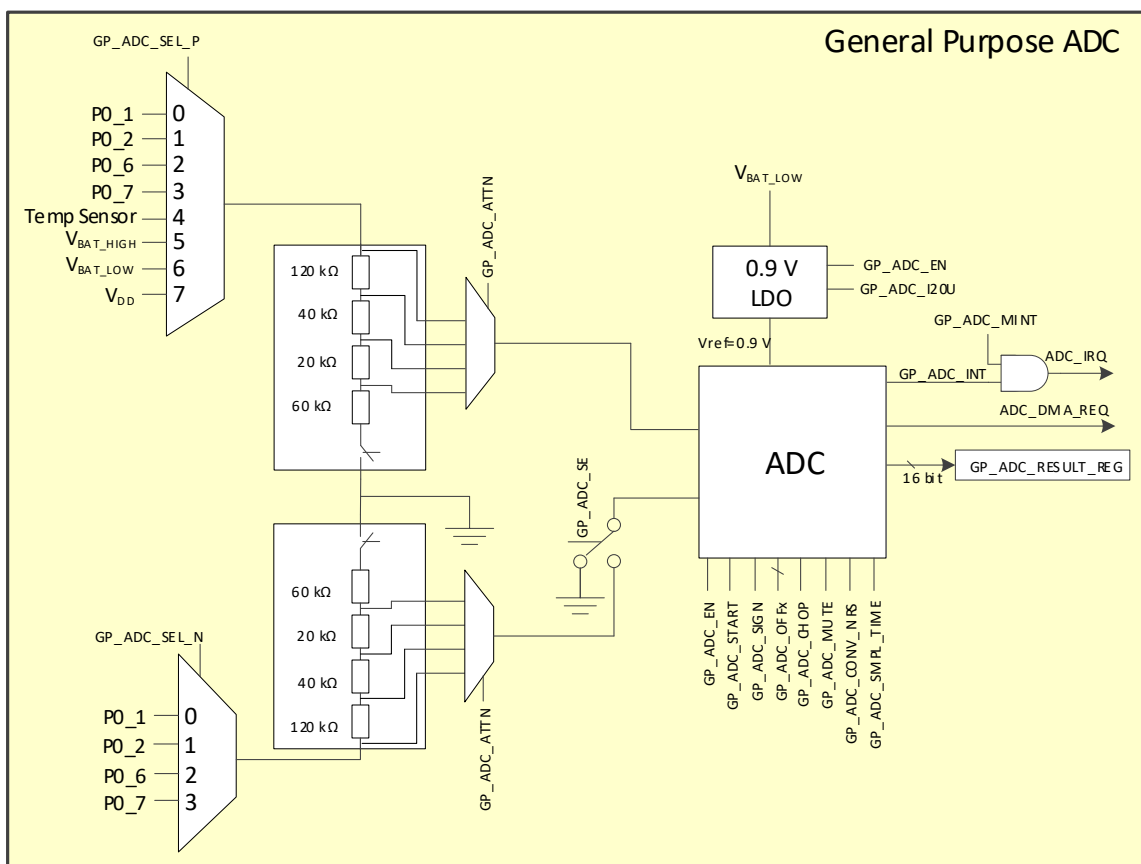 General Purpose ADC
GP_ADC_SEL_P
P0_1 0
P0_2 1
P0_6 2
P0_7 3
Temp Sensor 4
VBAT_HIGH 5
VBAT_LOW 6
VDD 7
120 kΩ
40 kΩ
20 kΩ
60 kΩ
GP_ADC_ATTN
VBAT_LOW
0.9 V
LDO
GP_ADC_EN
GP_ADC_I20U
Vref=0.9 V
GP_ADC_MINT
GP_ADC_INT
ADC_IRQ
ADC_DMA_REQ
ADC
16 bit
GP_ADC_RESULT_REG
GP_ADC_SE
60 kΩ
20 kΩ
40 kΩ
120 kΩ
GP_ADC_ATTN
GP_ADC_EN
GP_ADC_START
GP_ADC_SIGN
GP_ADC_OFFx
GP_ADC_CHOP
GP_ADC_MUTE
GP_ADC_CONV_NRS
GP_ADC_SMPL_TIME
GP_ADC_SEL_N
P0_1 0
P0_2 1
P0_6 2
P0_7 3